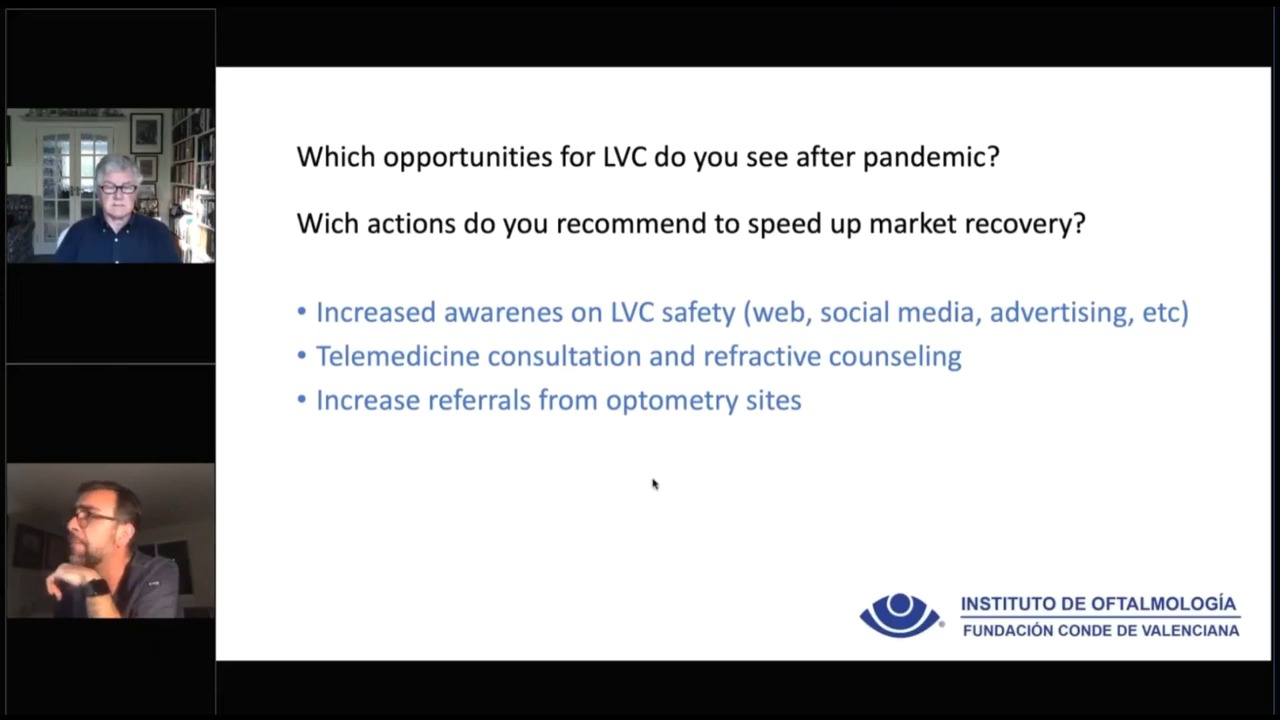 Which opportunities for LVC do you see after pandemic?
Wich actions do you recommend to speed up market recovery?
• Increased awarenes on LVC safety (web, social media, advertising, etc)
• Telemedicine consultation and refractive counseling
• Increase referrals from optometry sites
INSTITUTO DE OFTALMOLOGÍA
FUNDACIÓN CONDE DE VALENCIANA